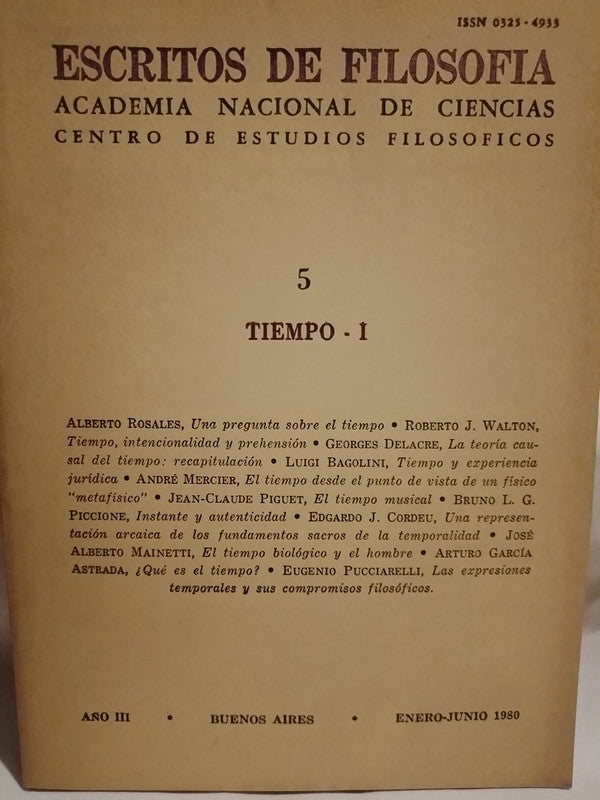 ISSN 0325 - 4933
ESCRITOS DE FILOSOFIA
ACADEMIA NACIONAL DE CIENCIAS
CENTRO DE ESTUDIOS FILOSOFICOS
5
TIEMPO - I
ALBERTO ROSALES, Una pregunta sobre el tiempo • ROBERTO J. WALTON,
Tiempo, intencionalidad y prehensión • GEORGES DELACRE, La teoría cau-
sal del tiempo: recapitulación • LUIGI BAGOLINI, Tiempo y experiencia
jurídica • ANDRÉ MERCIER, El tiempo desde el punto de vista de un físico
"metafísico" • JEAN-CLAUDE PIGUET, El tiempo musical • BRUNO L. G.
PICCIONE, Instante y autenticidad • EDGARDO J. CORDEU, Una represen-
tación arcaica de los fundamentos sacros de la temporalidad • JOSÉ
ALBERTO MAINETTI, El tiempo biológico y el hombre • ARTURO GARCÍA
ASTRADA, ¿Qué es el tiempo? • EUGENIO PUCCIARELLI, Las expresiones
temporales y sus compromisos filosóficos.
AÑO III • BUENOS AIRES • ENERO-JUNIO 1980